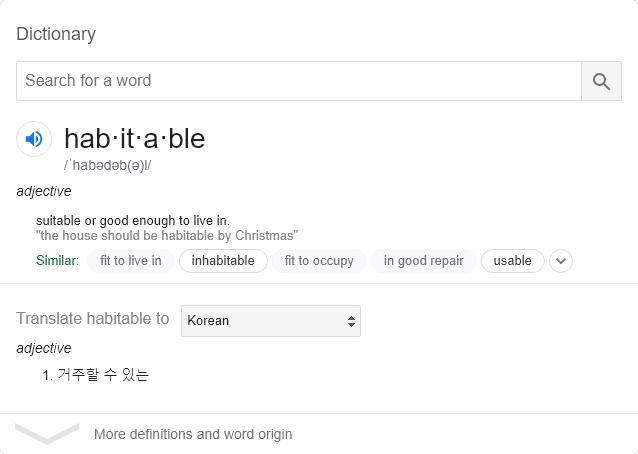 Dictionary
Search for a word
hab·it·a·ble
/ˈhabədəb(ə)l/
adjective
suitable or good enough to live in.
"the house should be habitable by Christmas"
Similar: fit to live in inhabitable fit to occupy in good repair usable
Translate habitable to Korean
adjective
1. 거주할 수 있는
More definitions and word origin